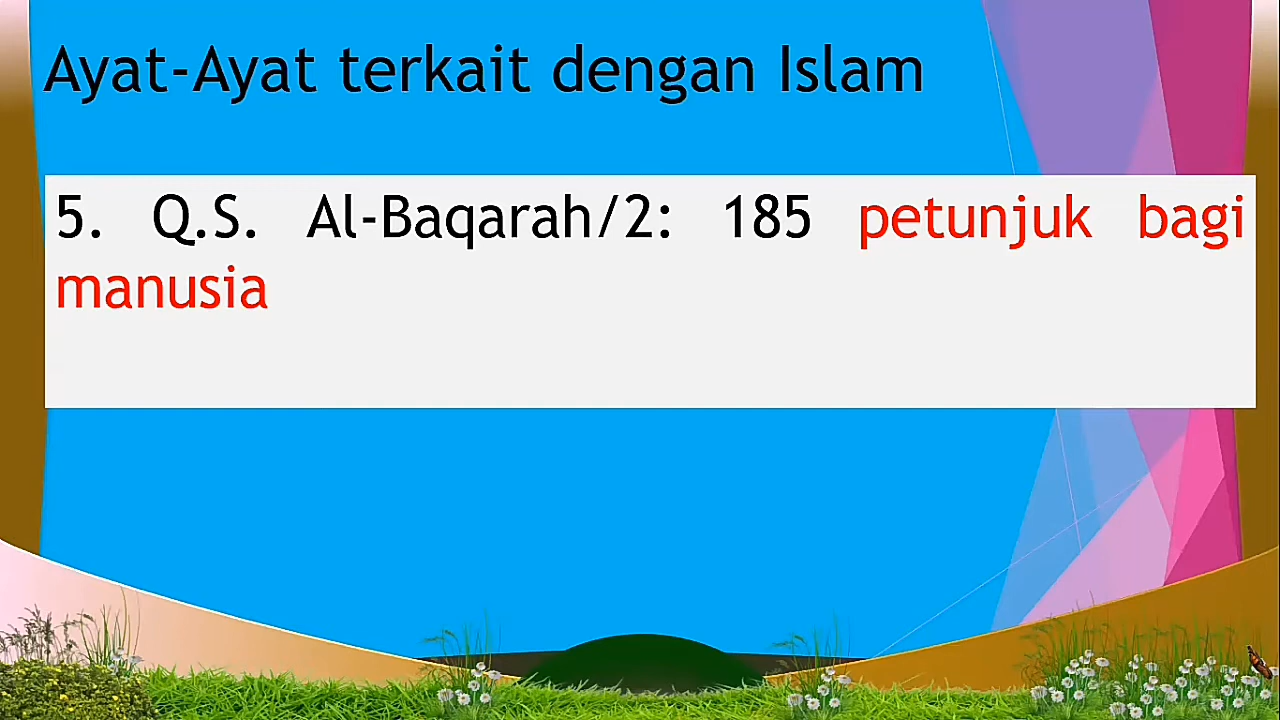 Ayat-Ayat terkait dengan Islam
5. Q.S. Al-Baqarah/2: 185 petunjuk bagi
manusia